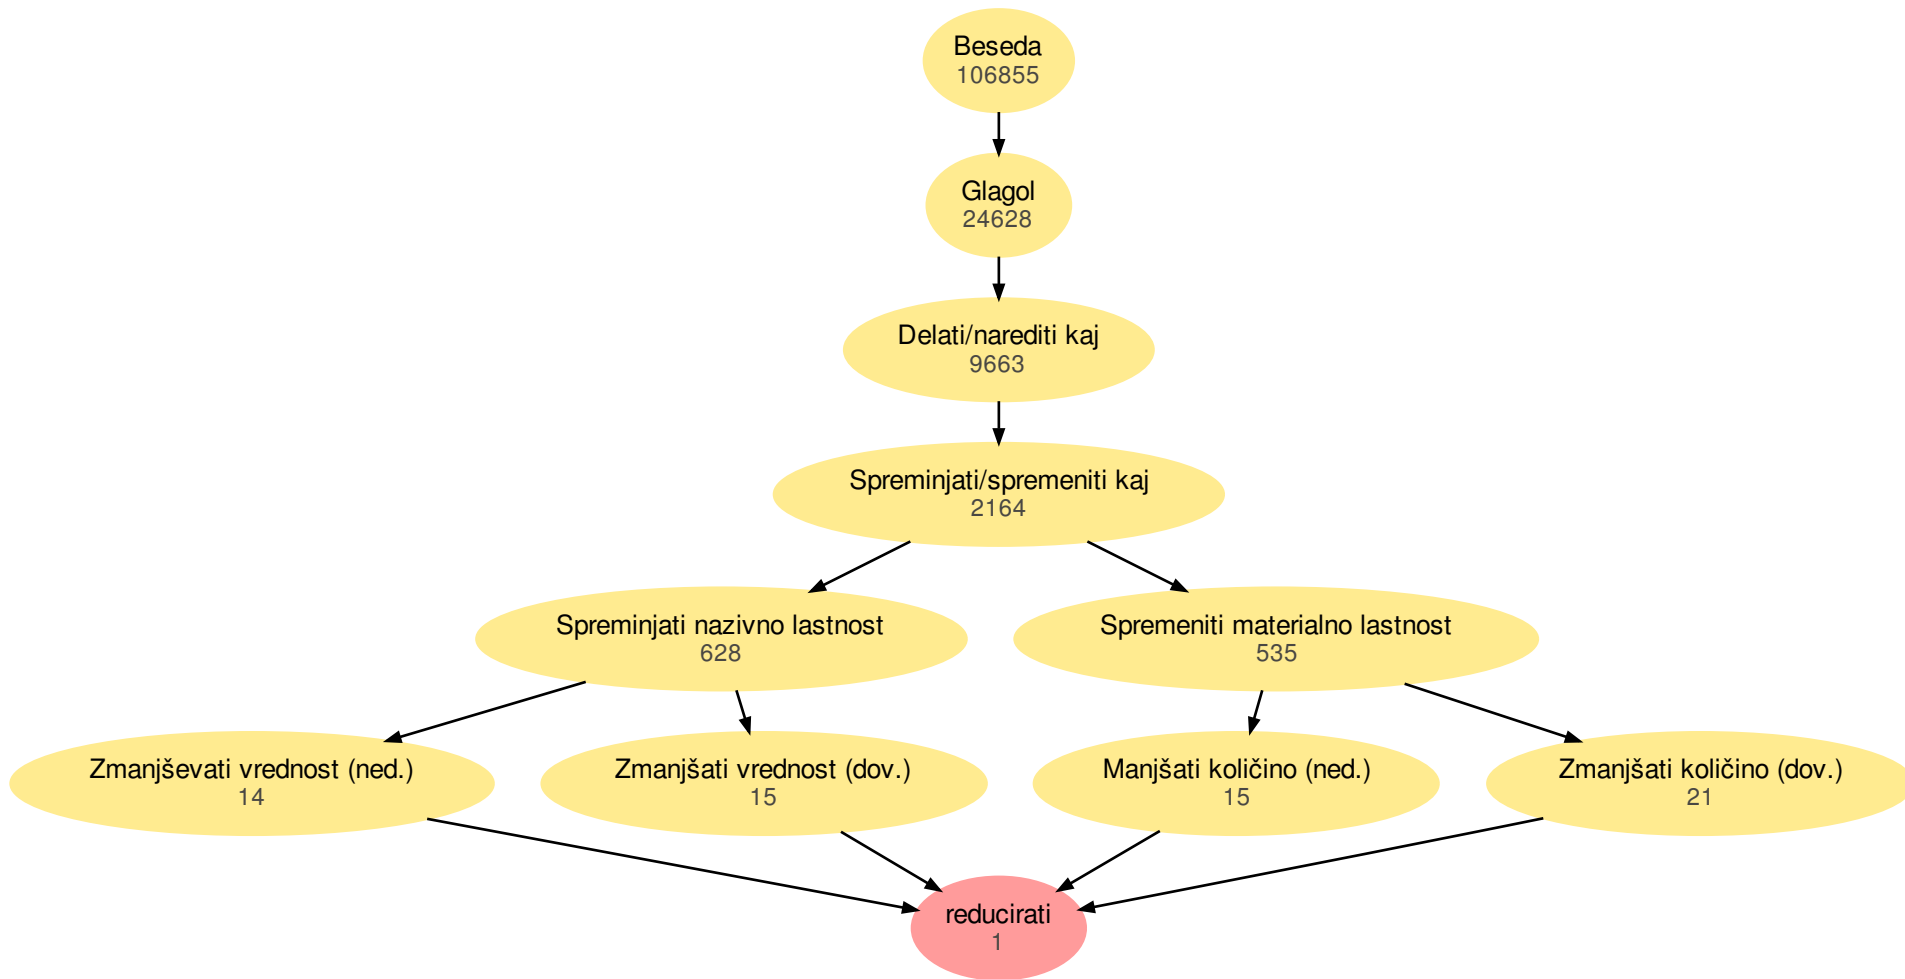 Beseda
106855
Glagol
24628
Delati/narediti kaj
9663
Spreminjati/spremeniti kaj
2164
Spreminjati nazivno lastnost
628
Spremeniti materialno lastnost
535
Zmanjševati vrednost (ned.)
14
Zmanjšati vrednost (dov.)
15
Manjšati količino (ned.)
15
Zmanjšati količino (dov.)
21
reducirati
1